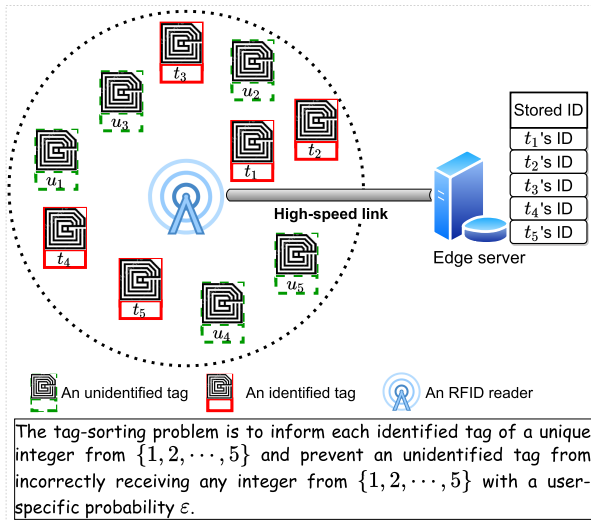 t₃
u₂
u₃
t₂
t₁
u₁
High-speed link
t₄
u₅
t₅
u₄
Stored ID
t₁'s ID
t₂'s ID
t₃'s ID
t₄'s ID
t₅'s ID
Edge server
An unidentified tag
An identified tag
An RFID reader
The tag-sorting problem is to inform each identified tag of a unique
integer from {1, 2, ⋯, 5} and prevent an unidentified tag from
incorrectly receiving any integer from {1, 2, ⋯, 5} with a user-
specific probability ε.